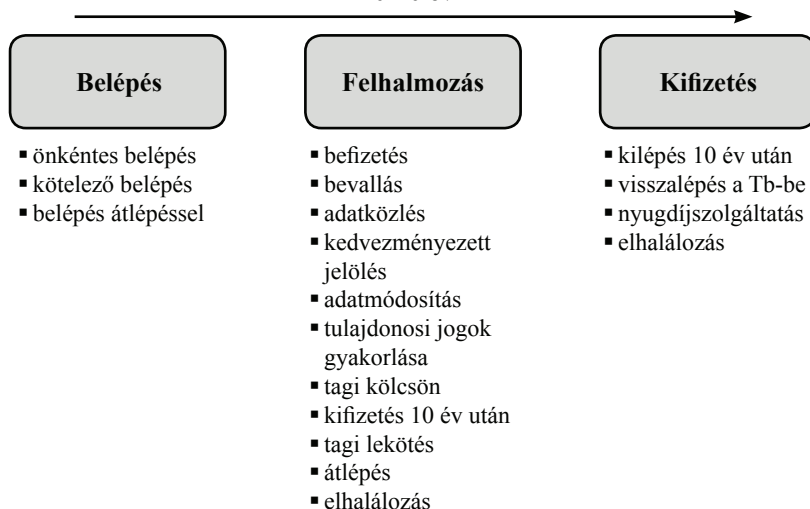 Belépés
Felhalmozás
Kifizetés
▪ önkéntes belépés
▪ kötelező belépés
▪ belépés átlépéssel
▪ befizetés
▪ bevallás
▪ adatközlés
▪ kedvezményezett
jelölés
▪ adatmódosítás
▪ tulajdonosi jogok
gyakorlása
▪ tagi kölcsön
▪ kifizetés 10 év után
▪ tagi lekötés
▪ átlépés
▪ elhalálozás
▪ kilépés 10 év után
▪ visszalépés a Tb-be
▪ nyugdíjszolgáltatás
▪ elhalálozás